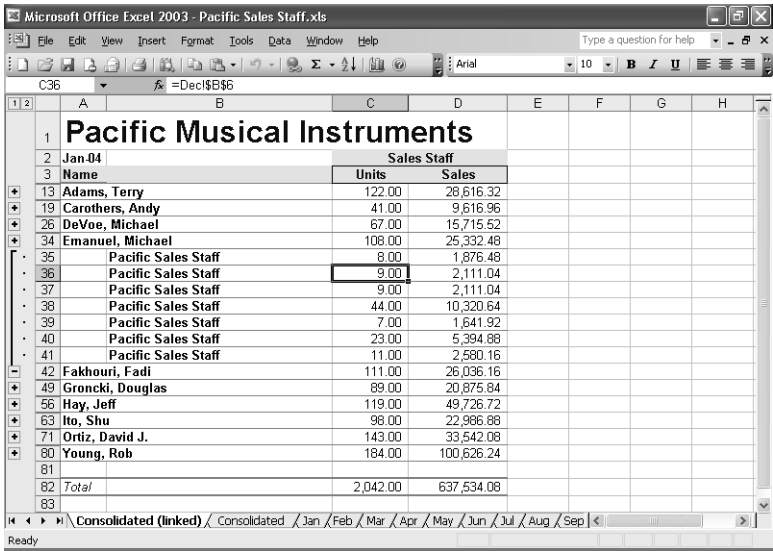 Microsoft Office Excel 2003 - Pacific Sales Staff.xls
File Edit View Insert Format Tools Data Window Help Type a question for help
Arial 10 B I U
C36 fx =Dec!$B$6
1 2 A B C D E F G H
1 Pacific Musical Instruments
2 Jan-04 Sales Staff
3 Name Units Sales
13 Adams, Terry 122.00 28,616.32
19 Carothers, Andy 41.00 9,616.96
26 DeVoe, Michael 67.00 15,715.52
34 Emanuel, Michael 108.00 25,332.48
35 Pacific Sales Staff 8.00 1,876.48
36 Pacific Sales Staff 9.00 2,111.04
37 Pacific Sales Staff 9.00 2,111.04
38 Pacific Sales Staff 44.00 10,320.64
39 Pacific Sales Staff 7.00 1,641.92
40 Pacific Sales Staff 23.00 5,394.88
41 Pacific Sales Staff 11.00 2,580.16
42 Fakhouri, Fadi 111.00 26,036.16
49 Groncki, Douglas 89.00 20,875.84
56 Hay, Jeff 119.00 49,726.72
63 Ito, Shu 98.00 22,986.88
71 Ortiz, David J. 143.00 33,542.08
80 Young, Rob 184.00 100,626.24
81
82 Total 2,042.00 637,534.08
83
Consolidated (linked) / Consolidated / Jan / Feb / Mar / Apr / May / Jun / Jul / Aug / Sep
Ready